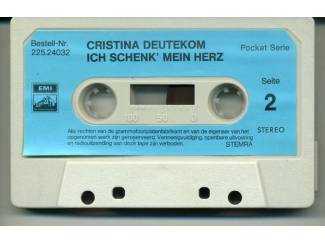 Bestell-Nr.
225.24032
CRISTINA DEUTEKOM
ICH SCHENK' MEIN HERZ
Pocket Serie
EMI
Seite
2
100 50 0
Alle rechten van de grammofoonplatenfabrikant en van de eigenaar van het
opgenomen werk zijn gereserveerd. Vermenigvuldiging, openbare uitvoering
en radiouitzending van deze tape zijn verboden.
STEMRA
STEREO